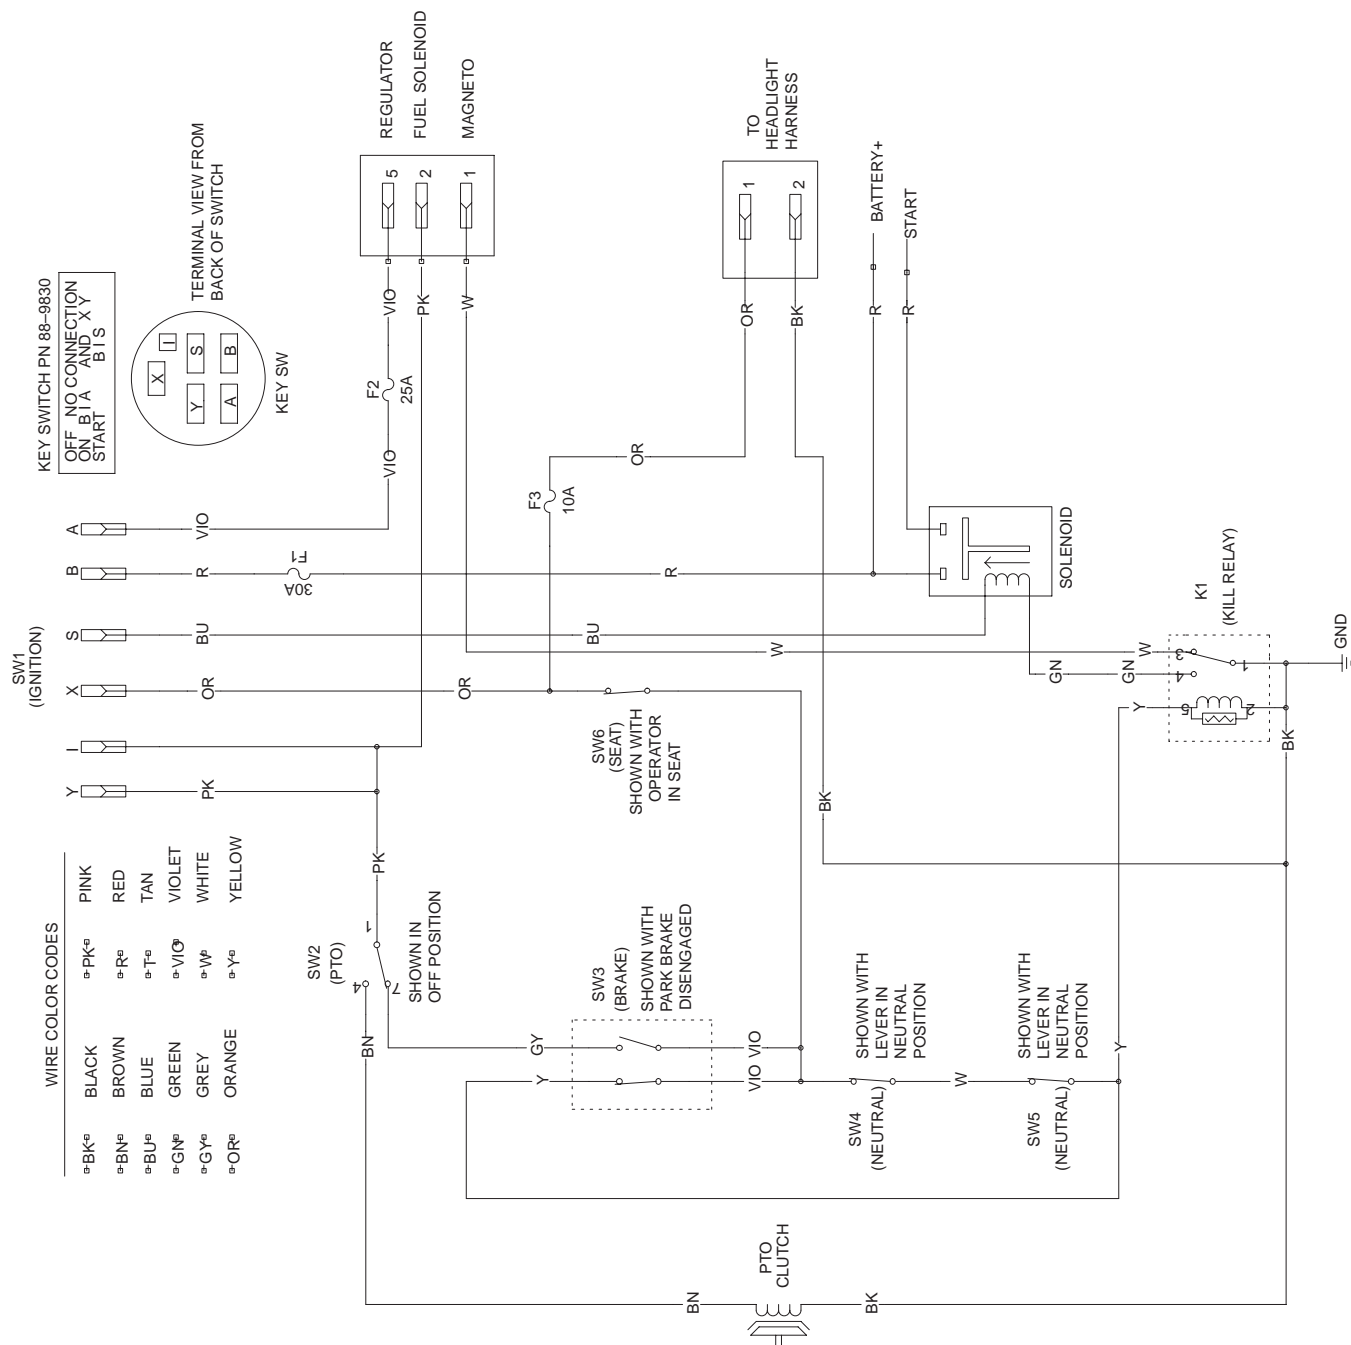 KEY SWITCH PN 88–9830
OFF NO CONNECTION
ON B I A AND X Y
START B I S
TERMINAL VIEW FROM
BACK OF SWITCH
X
I
Y
S
A
B
KEY SW
REGULATOR
FUEL SOLENOID
MAGNETO
5
2
1
VIO
PK
W
F2
25A
VIO
TO
HEADLIGHT
HARNESS
1
2
OR
BK
BATTERY+
START
R
R
SW1
(IGNITION)
A
B
S
X
I
Y
VIO
R
BU
OR
PK
F1
30A
OR
F3
10A
OR
R
BU
W
SOLENOID
K1
(KILL RELAY)
3
4
1
5
2
W
GN
GN
Y
GND
BK
SW6
(SEAT)
SHOWN WITH
OPERATOR
IN SEAT
BK
WIRE COLOR CODES
BK BLACK PK PINK
BN BROWN R RED
BU BLUE T TAN
GN GREEN VIO VIOLET
GY GREY W WHITE
OR ORANGE Y YELLOW
PK
1
4
7
SW2
(PTO)
SHOWN IN
OFF POSITION
BN
GY
Y
SW3
(BRAKE)
SHOWN WITH
PARK BRAKE
DISENGAGED
VIO VIO
SHOWN WITH
LEVER IN
NEUTRAL
POSITION
SW4
(NEUTRAL)
W
SHOWN WITH
LEVER IN
NEUTRAL
POSITION
SW5
(NEUTRAL)
Y
BN
PTO
CLUTCH
BK